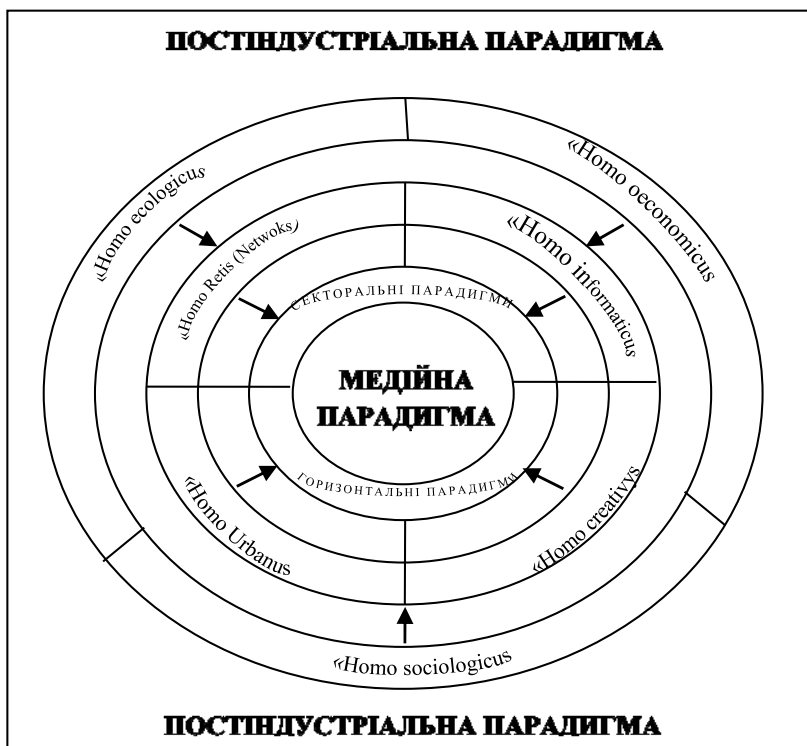 ПОСТІНДУСТРІАЛЬНА ПАРАДИГМА
«Homo ecologicus
«Homo oeconomicus
«Homo Retis (Netwoks)
«Homo informaticus
СЕКТОРАЛЬНІ ПАРАДИГМИ
МЕДІЙНА
ПАРАДИГМА
ГОРИЗОНТАЛЬНІ ПАРАДИГМИ
«Homo Urbanus
«Homo creativys
«Homo sociologicus
ПОСТІНДУСТРІАЛЬНА ПАРАДИГМА